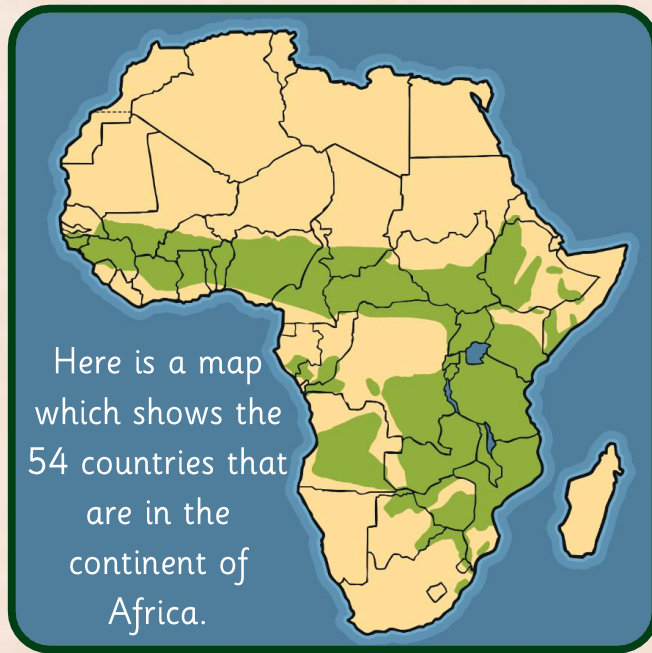 Here is a map
which shows the
54 countries that
are in the
continent of
Africa.